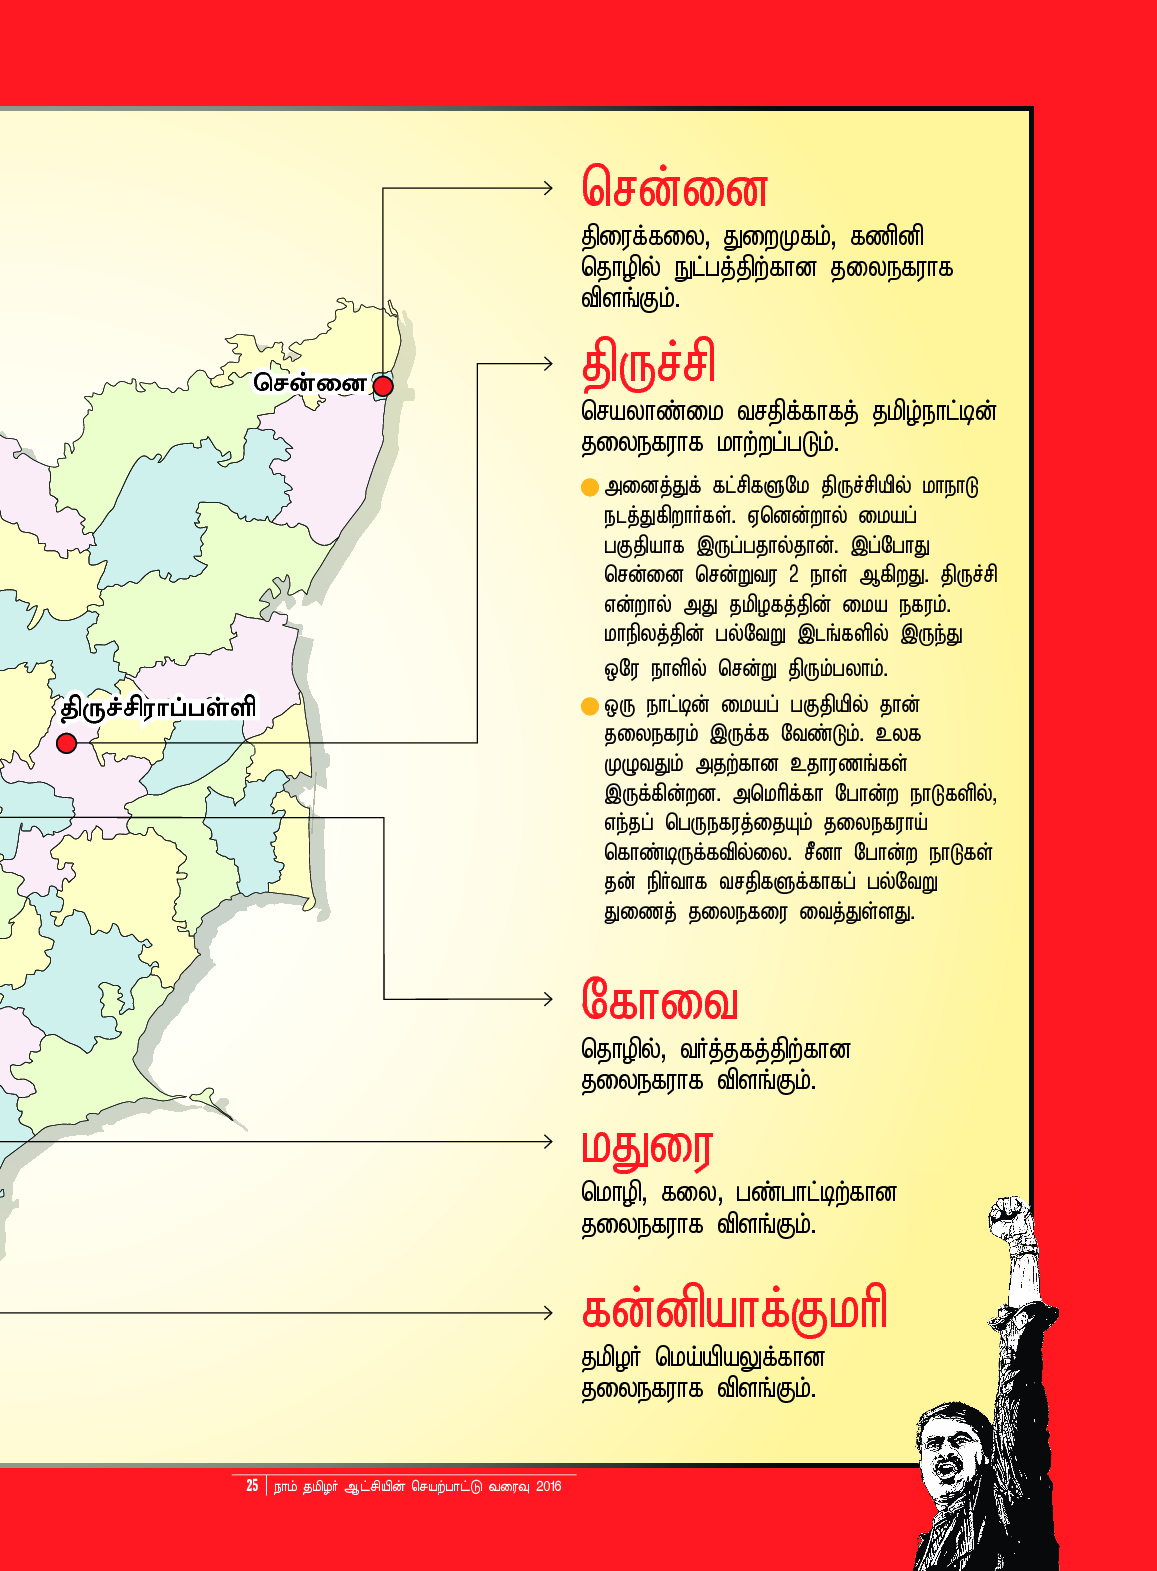 சென்னை
திரைக்கலை, துறைமுகம், கணினி
தொழில் நுட்பத்திற்கான தலைநகராக
விளங்கும்.
திருச்சி
செயலாண்மை வசதிக்காகத் தமிழ்நாட்டின்
தலைநகராக மாற்றப்படும்.
அனைத்துக் கட்சிகளுமே திருச்சியில் மாநாடு
நடத்துகிறார்கள். ஏனென்றால் மையப்
பகுதியாக இருப்பதால்தான். இப்போது
சென்னை சென்றுவர 2 நாள் ஆகிறது. திருச்சி
என்றால் அது தமிழகத்தின் மைய நகரம்.
மாநிலத்தின் பல்வேறு இடங்களில் இருந்து
ஒரே நாளில் சென்று திரும்பலாம்.
ஒரு நாட்டின் மையப் பகுதியில் தான்
தலைநகரம் இருக்க வேண்டும். உலக
முழுவதும் அதற்கான உதாரணங்கள்
இருக்கின்றன. அமெரிக்கா போன்ற நாடுகளில்,
எந்தப் பெருநகரத்தையும் தலைநகராய்
கொண்டிருக்கவில்லை. சீனா போன்ற நாடுகள்
தன் நிர்வாக வசதிகளுக்காகப் பல்வேறு
துணைத் தலைநகரை வைத்துள்ளது.
கோவை
தொழில், வர்த்தகத்திற்கான
தலைநகராக விளங்கும்.
மதுரை
மொழி, கலை, பண்பாட்டிற்கான
தலைநகராக விளங்கும்.
கன்னியாக்குமரி
தமிழர் மெய்யியலுக்கான
தலைநகராக விளங்கும்.
சென்னை
திருச்சிராப்பள்ளி
25 | நாம் தமிழர் ஆட்சியின் செயற்பாட்டு வரைவு 2016